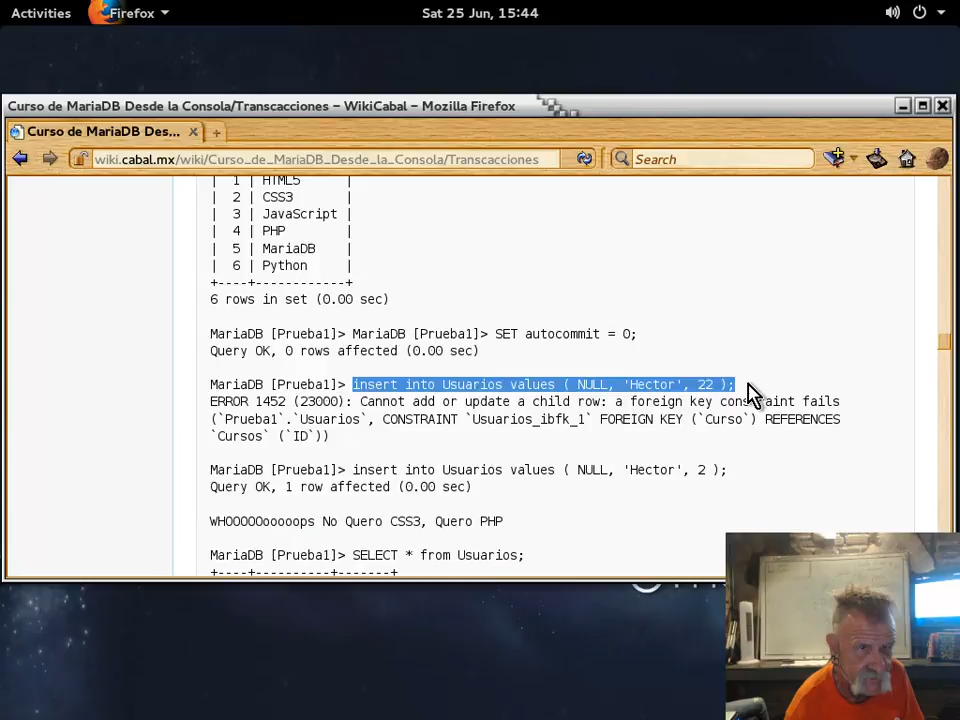 Activities Firefox Sat 25 Jun, 15:44
Curso de MariaDB Desde la Consola/Transcacciones – WikiCabal – Mozilla Firefox
Curso de MariaDB Des... × +
wiki.cabal.mx/wiki/Curso_de_MariaDB_Desde_la_Consola/Transcacciones Search
| 1 | HTML5 |
| 2 | CSS3 |
| 3 | JavaScript |
| 4 | PHP |
| 5 | MariaDB |
| 6 | Python |
+----+------------+
6 rows in set (0.00 sec)
MariaDB [Prueba1]> MariaDB [Prueba1]> SET autocommit = 0;
Query OK, 0 rows affected (0.00 sec)
MariaDB [Prueba1]> insert into Usuarios values ( NULL, 'Hector', 22 );
ERROR 1452 (23000): Cannot add or update a child row: a foreign key constraint fails
(`Prueba1`.`Usuarios`, CONSTRAINT `Usuarios_ibfk_1` FOREIGN KEY (`Curso`) REFERENCES
`Cursos` (`ID`))
MariaDB [Prueba1]> insert into Usuarios values ( NULL, 'Hector', 2 );
Query OK, 1 row affected (0.00 sec)
WHOOOOOooooops No Quero CSS3, Quero PHP
MariaDB [Prueba1]> SELECT * from Usuarios;
+----+----------+-------+